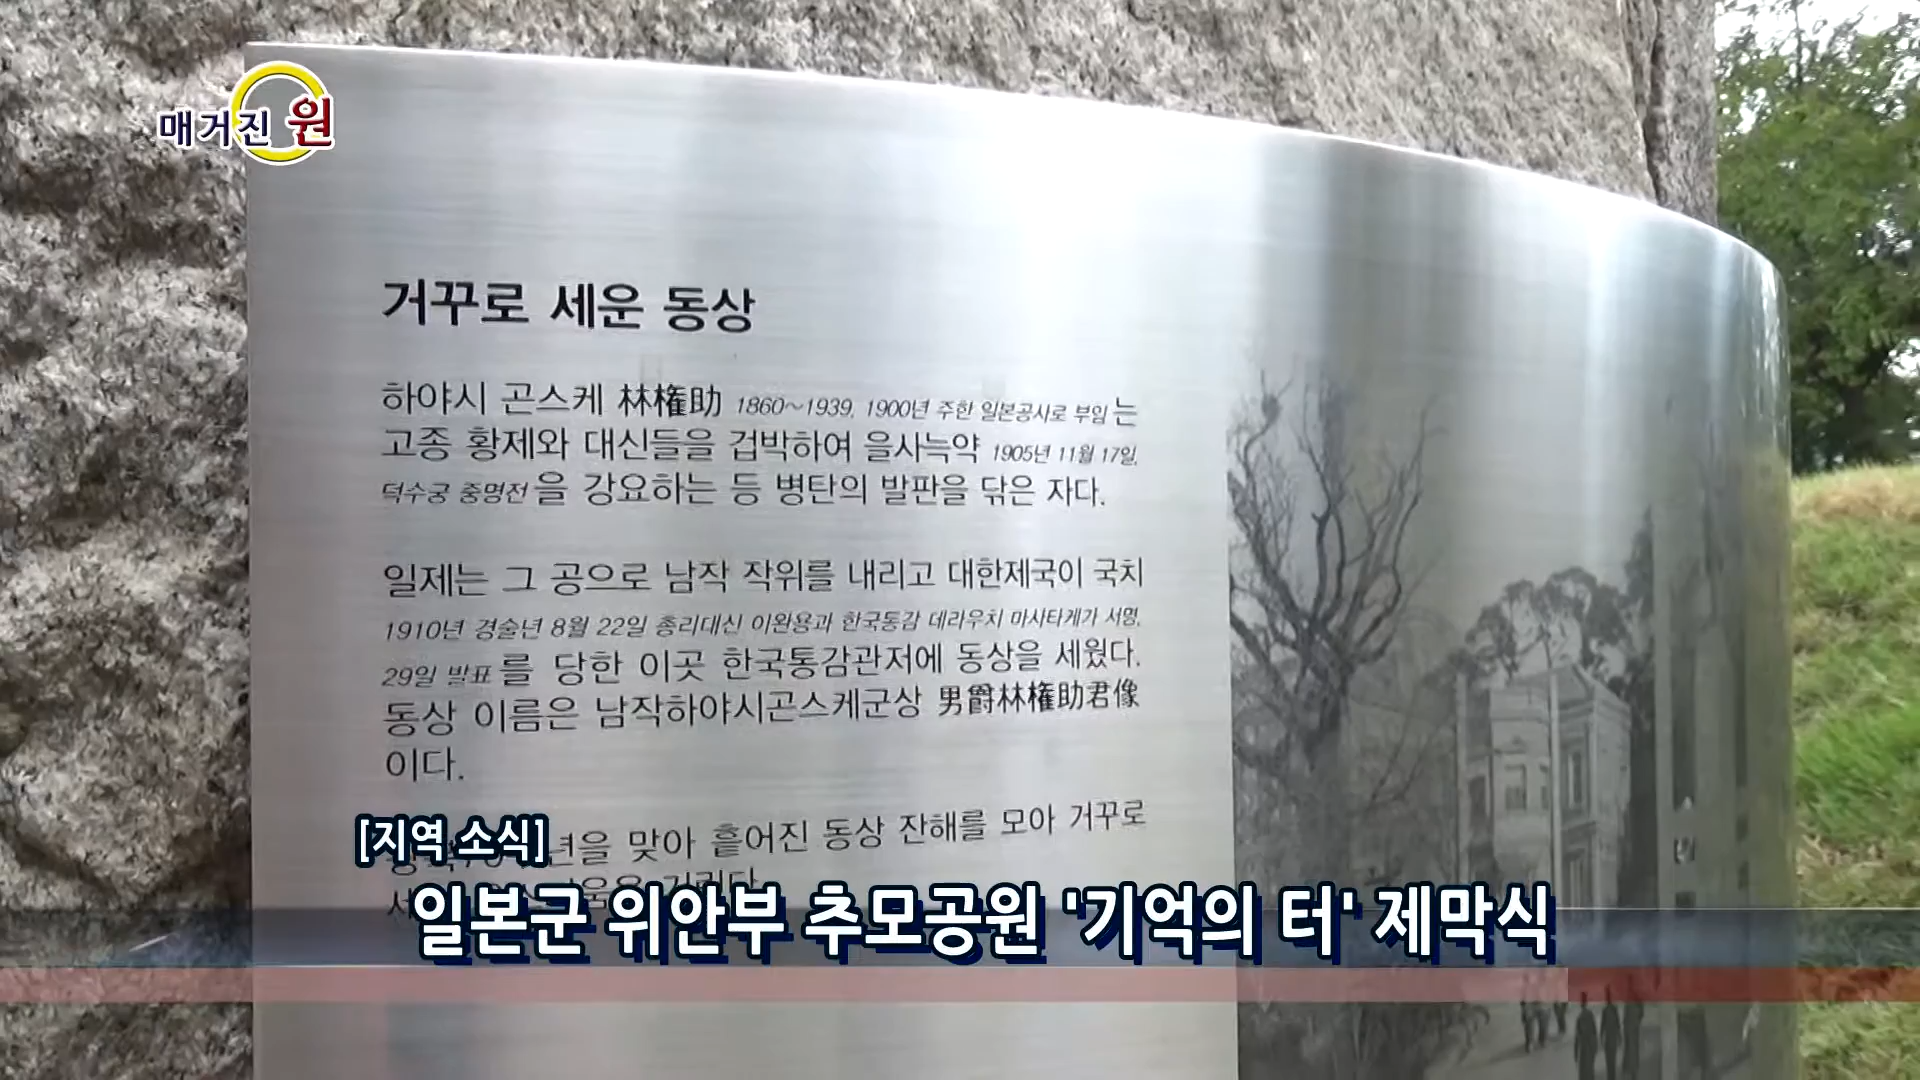 매거진 원
거꾸로 세운 동상
하야시 곤스케 林権助 1860~1939, 1900년 주한 일본공사로 부임 는
고종 황제와 대신들을 겁박하여 을사늑약 1905년 11월 17일,
덕수궁 중명전 을 강요하는 등 병탄의 발판을 닦은 자다.
일제는 그 공으로 남작 작위를 내리고 대한제국이 국치
1910년 경술년 8월 22일 총리대신 이완용과 한국통감 데라우치 마사타케가 서명,
29일 발표 를 당한 이곳 한국통감관저에 동상을 세웠다.
동상 이름은 남작하야시곤스케군상 男爵林権助君像
이다.
년을 맞아 흩어진 동상 잔해를 모아 거꾸로
[지역 소식]
일본군 위안부 추모공원 '기억의 터' 제막식